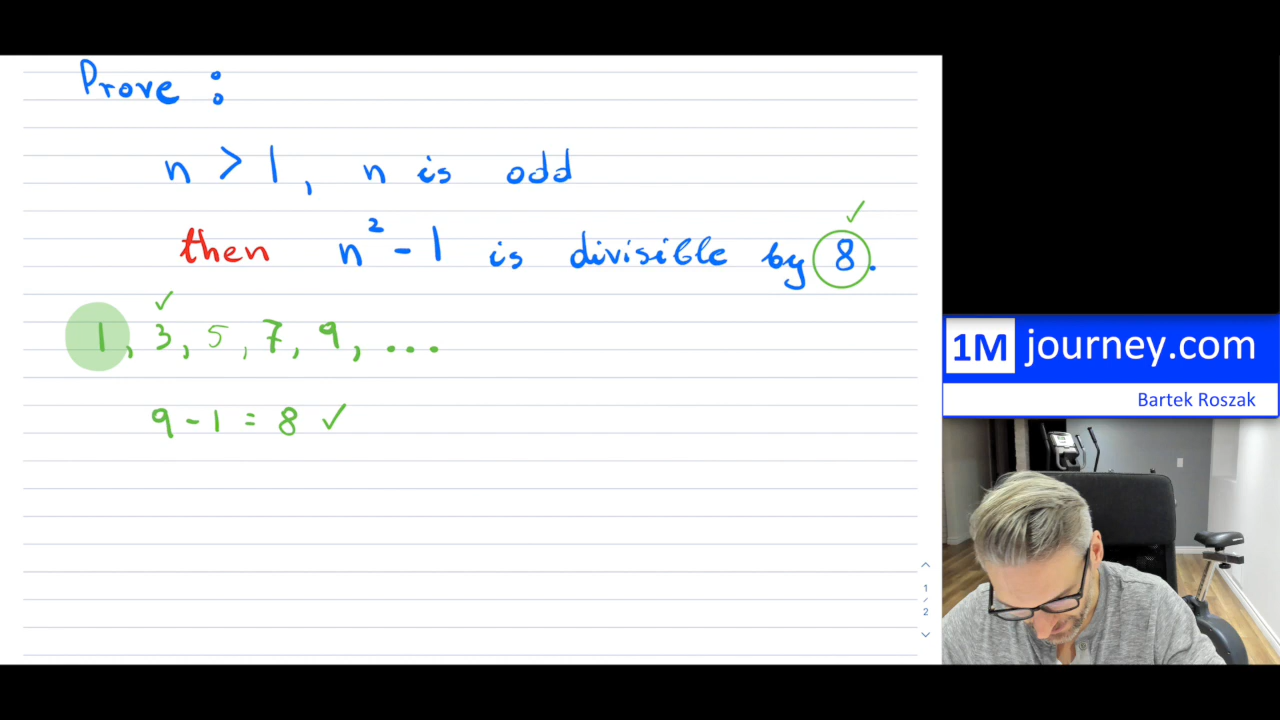 Prove :
n > 1, n is odd
then n² - 1 is divisible by 8.
✓
1, 3, 5, 7, 9, ...
✓
9 - 1 = 8 ✓
1M journey.com
Bartek Roszak
1
/
2